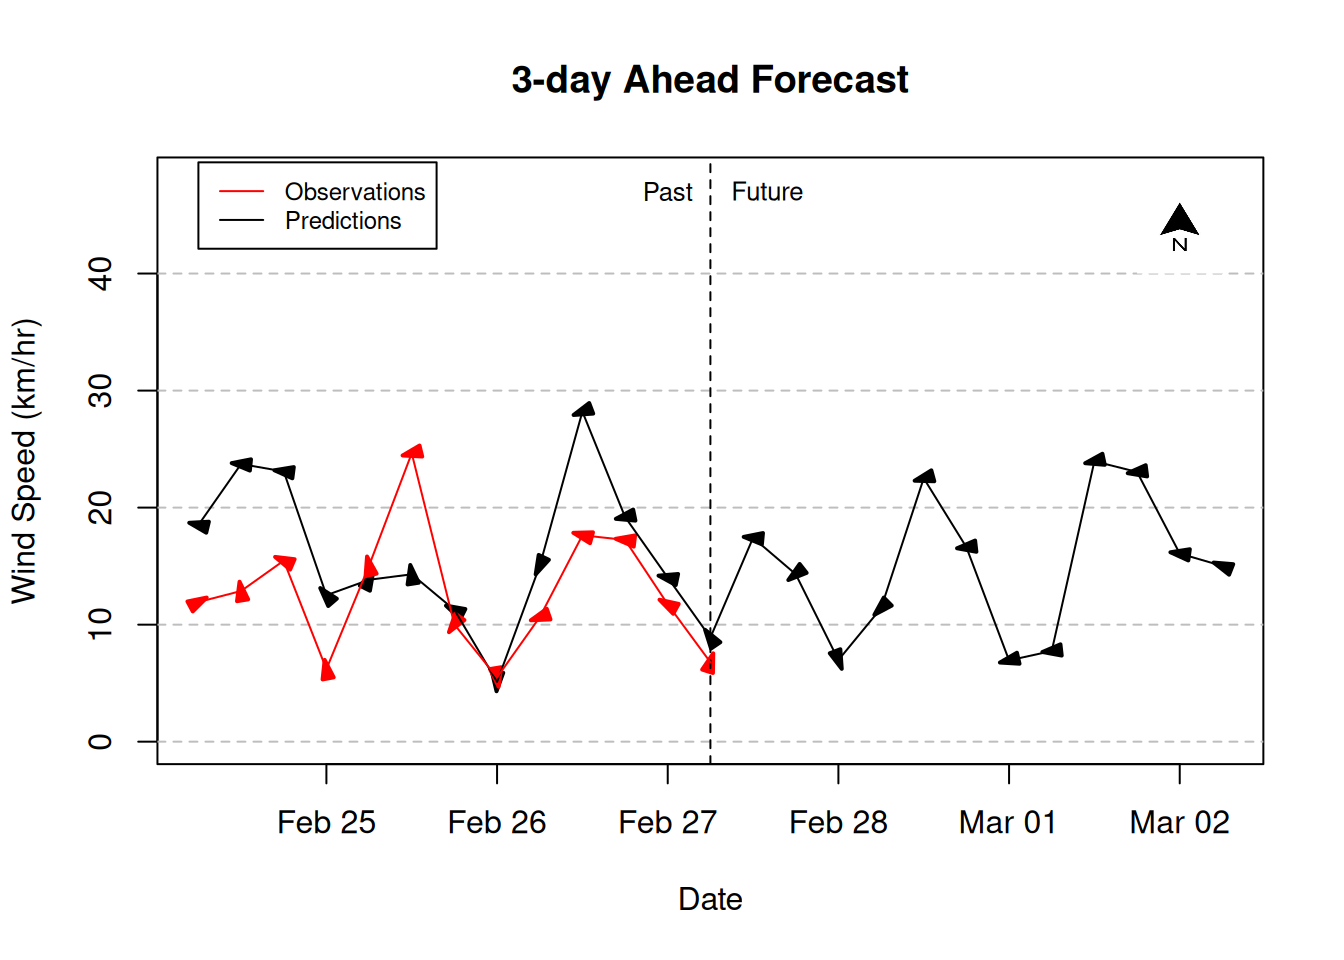 3-day Ahead Forecast
Observations
Predictions
Past
Future
N
Wind Speed (km/hr)
40
30
20
10
0
Feb 25
Feb 26
Feb 27
Feb 28
Mar 01
Mar 02
Date